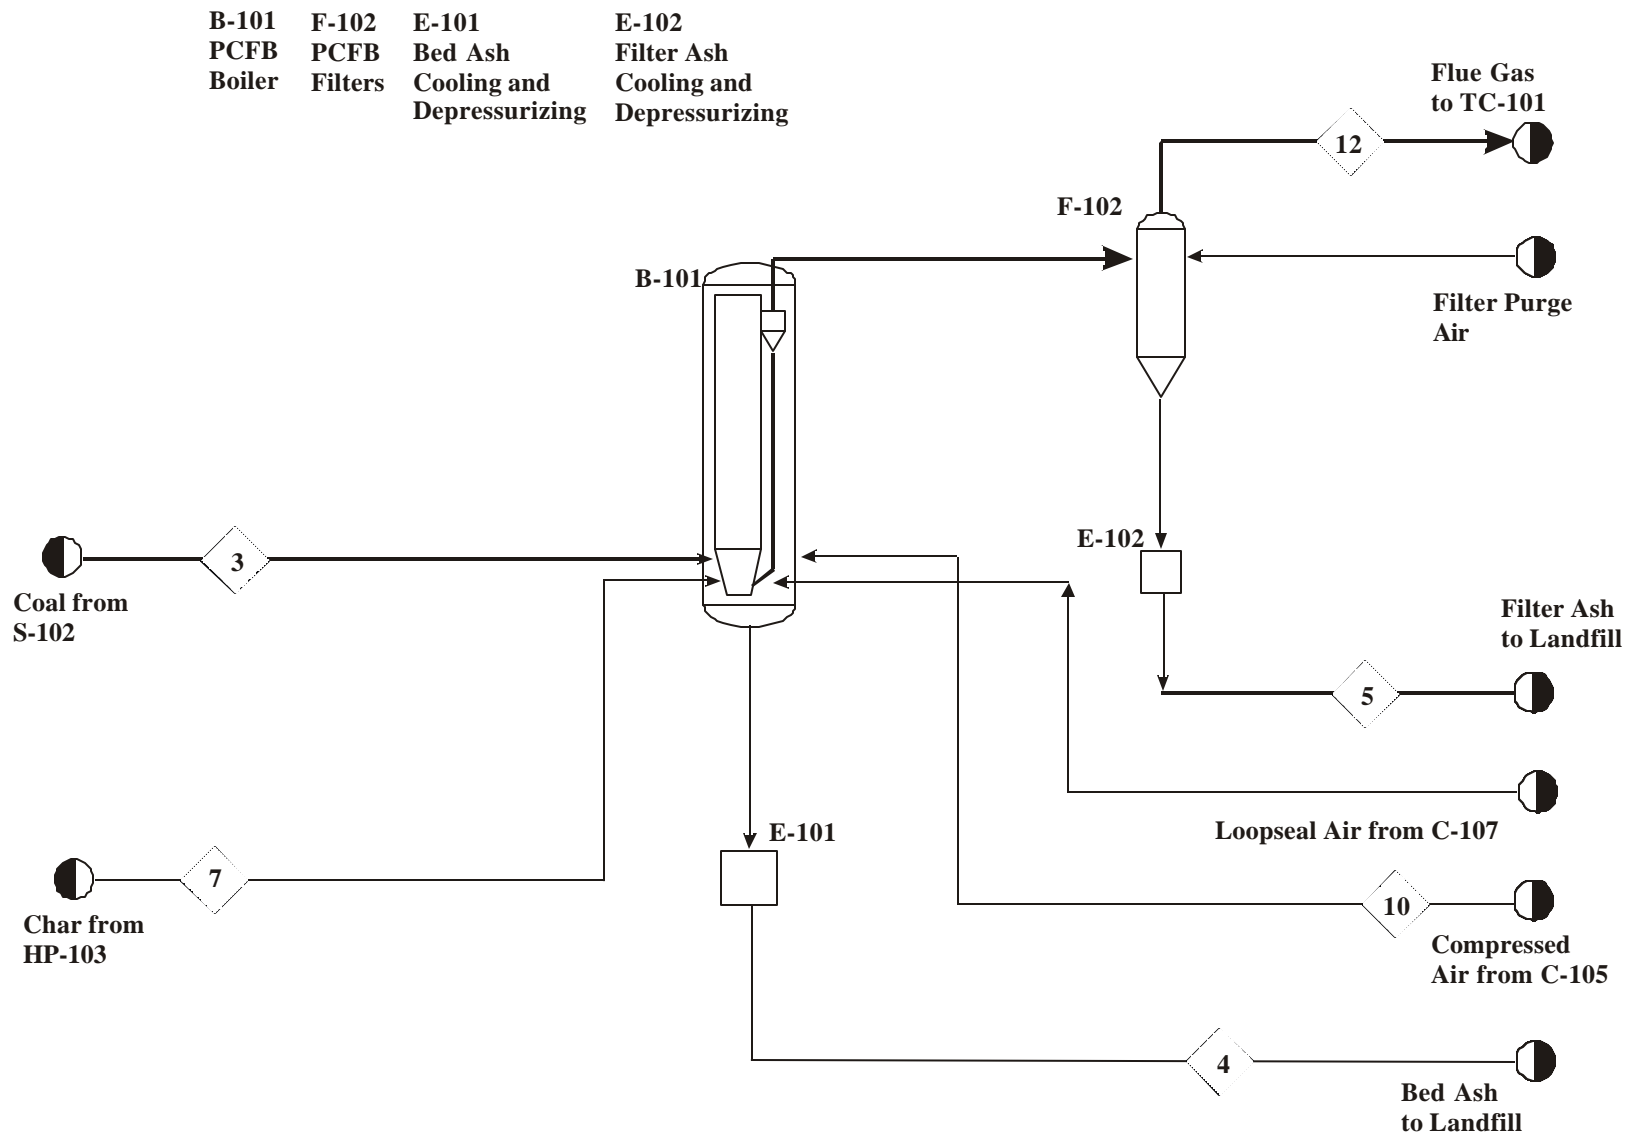 B-101
PCFB
Boiler
F-102
PCFB
Filters
E-101
Bed Ash
Cooling and
Depressurizing
E-102
Filter Ash
Cooling and
Depressurizing
Flue Gas
to TC-101
12
F-102
B-101
Filter Purge
Air
3
Coal from
S-102
E-102
Filter Ash
to Landfill
5
Loopseal Air from C-107
E-101
7
Char from
HP-103
10
Compressed
Air from C-105
4
Bed Ash
to Landfill